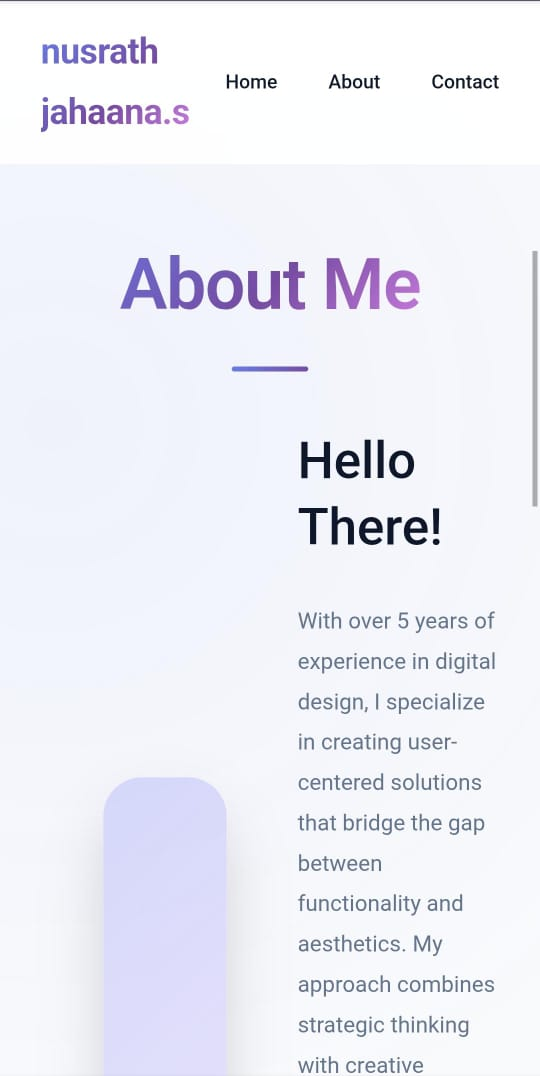 nusrath
jahaana.s
Home About Contact
About Me
Hello
There!
With over 5 years of
experience in digital
design, I specialize
in creating user-
centered solutions
that bridge the gap
between
functionality and
aesthetics. My
approach combines
strategic thinking
with creative